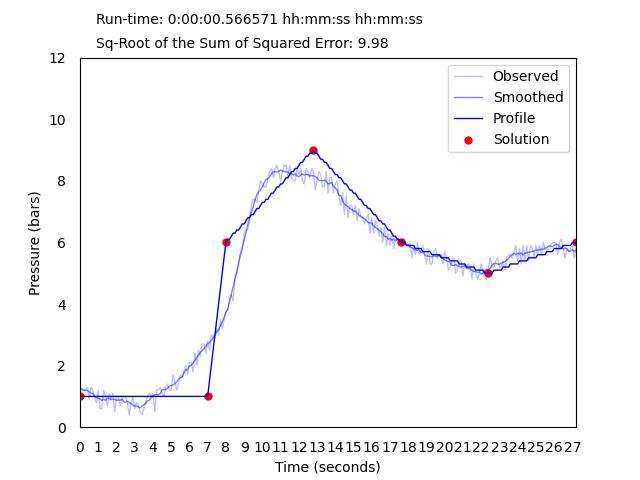 Run-time: 0:00:00.566571 hh:mm:ss hh:mm:ss
Sq-Root of the Sum of Squared Error: 9.98
12
10
8
6
4
2
0
Pressure (bars)
Observed
Smoothed
Profile
Solution
0 1 2 3 4 5 6 7 8 9 10 11 12 13 14 15 16 17 18 19 20 21 22 23 24 25 26 27
Time (seconds)